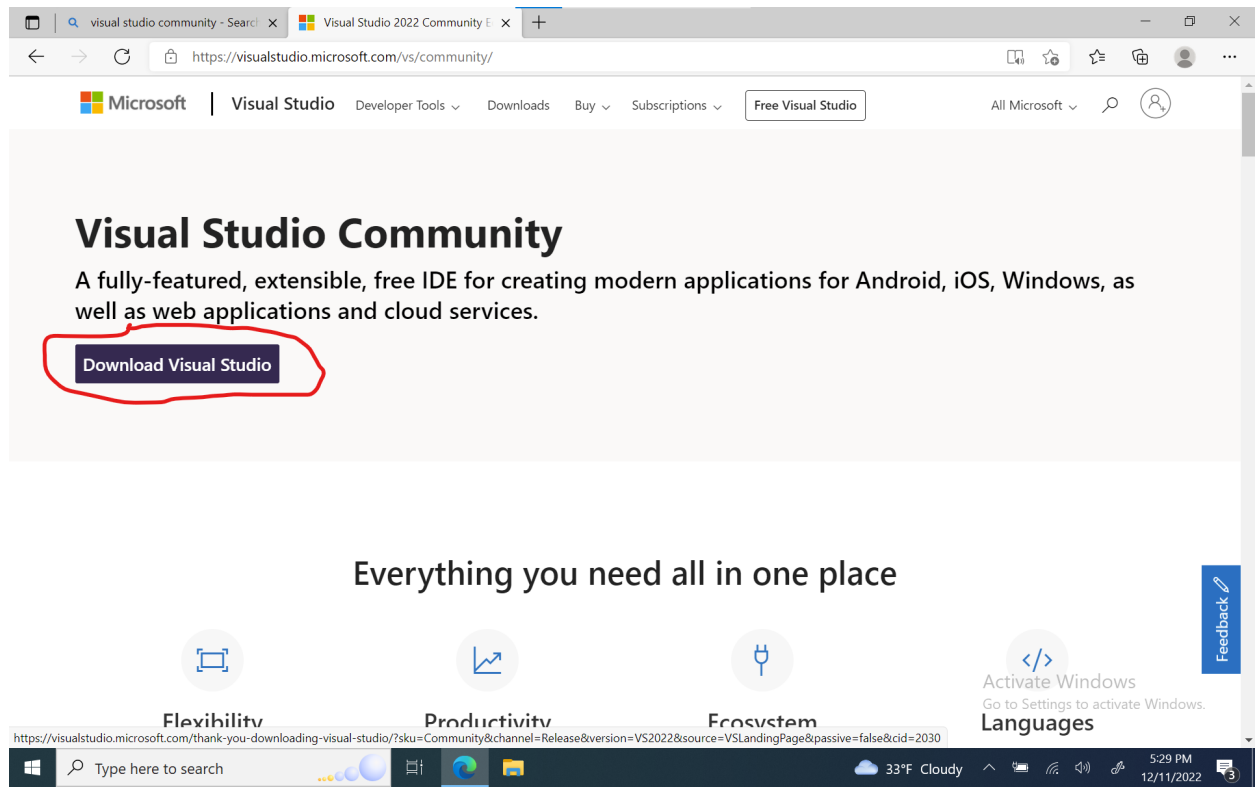 visual studio community - Search
Visual Studio 2022 Community E
https://visualstudio.microsoft.com/vs/community/
Microsoft
Visual Studio
Developer Tools
Downloads
Buy
Subscriptions
Free Visual Studio
All Microsoft
Visual Studio Community
A fully-featured, extensible, free IDE for creating modern applications for Android, iOS, Windows, as
well as web applications and cloud services.
Download Visual Studio
Everything you need all in one place
Feedback
Flexibility
Productivity
Ecosystem
Languages
Activate Windows
Go to Settings to activate Windows.
https://visualstudio.microsoft.com/thank-you-downloading-visual-studio/?sku=Community&channel=Release&version=VS2022&source=VSLandingPage&passive=false&cid=2030
Type here to search
33°F Cloudy
5:29 PM
12/11/2022
3